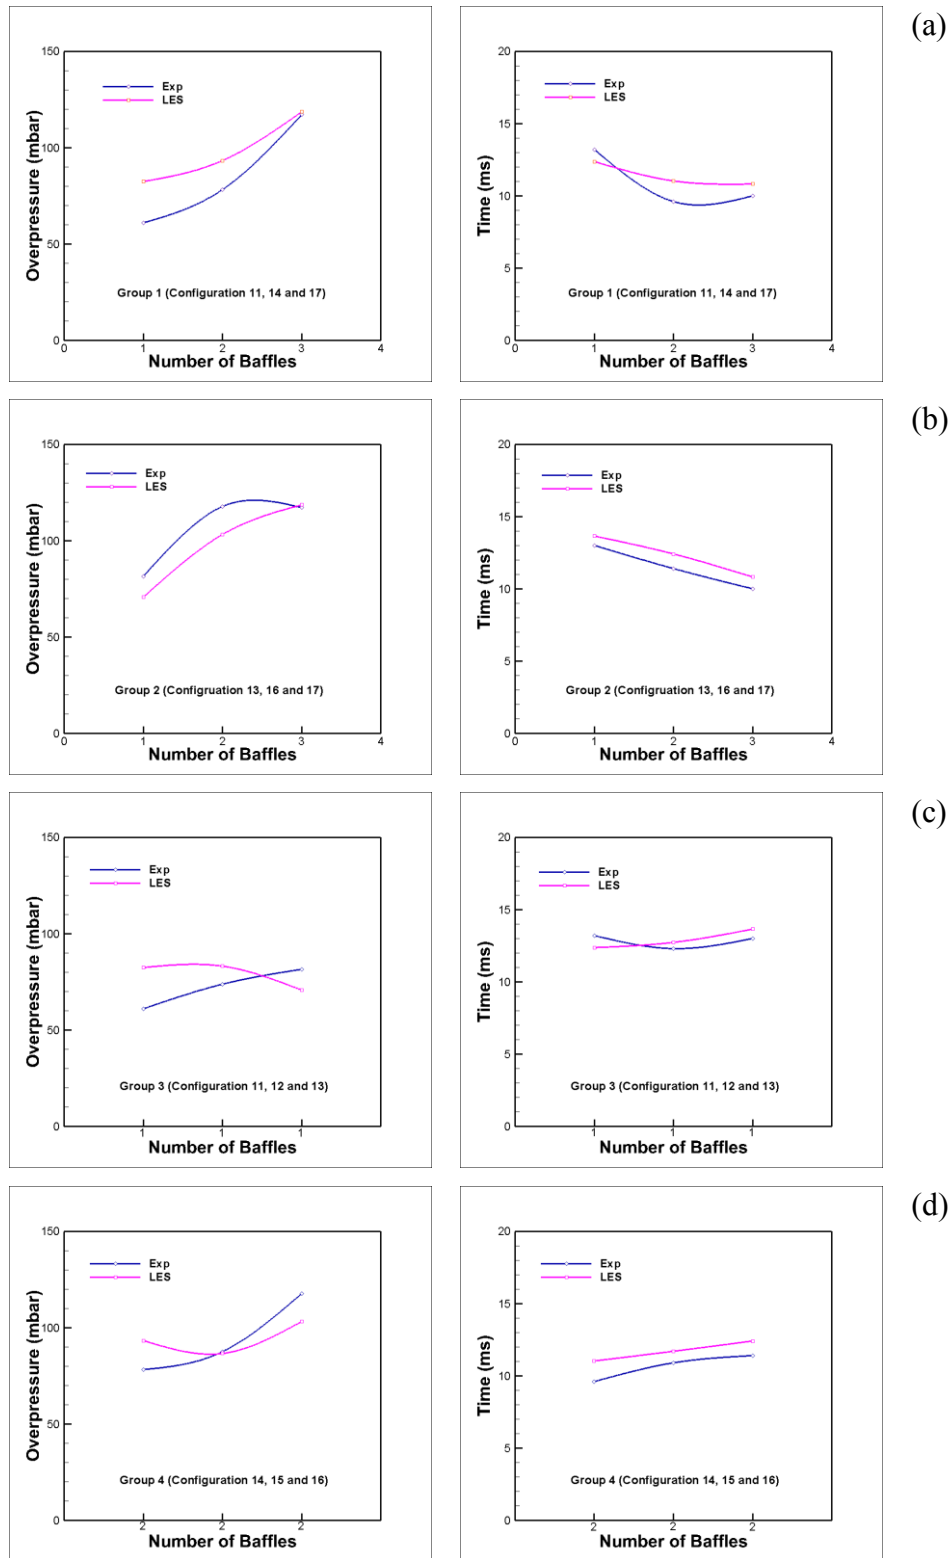 (a)
150
100
50
0
Overpressure (mbar)
Exp
LES
Group 1 (Configuration 11, 14 and 17)
0 1 2 3 4
Number of Baffles
20
15
10
5
0
Time (ms)
Exp
LES
Group 1 (Configuration 11, 14 and 17)
0 1 2 3 4
Number of Baffles
(b)
150
100
50
0
Overpressure (mbar)
Exp
LES
Group 2 (Configruation 13, 16 and 17)
0 1 2 3 4
Number of Baffles
20
15
10
5
0
Time (ms)
Exp
LES
Group 2 (Configuration 13, 16 and 17)
0 1 2 3 4
Number of Baffles
(c)
150
100
50
0
Overpressure (mbar)
Exp
LES
Group 3 (Configuration 11, 12 and 13)
1 1 1
Number of Baffles
20
15
10
5
0
Time (ms)
Exp
LES
Group 3 (Configuration 11, 12 and 13)
1 1 1
Number of Baffles
(d)
150
100
50
0
Overpressure (mbar)
Exp
LES
Group 4 (Configuration 14, 15 and 16)
2 2 2
Number of Baffles
20
15
10
5
0
Time (ms)
Exp
LES
Group 4 (Configuration 14, 15 and 16)
2 2 2
Number of Baffles